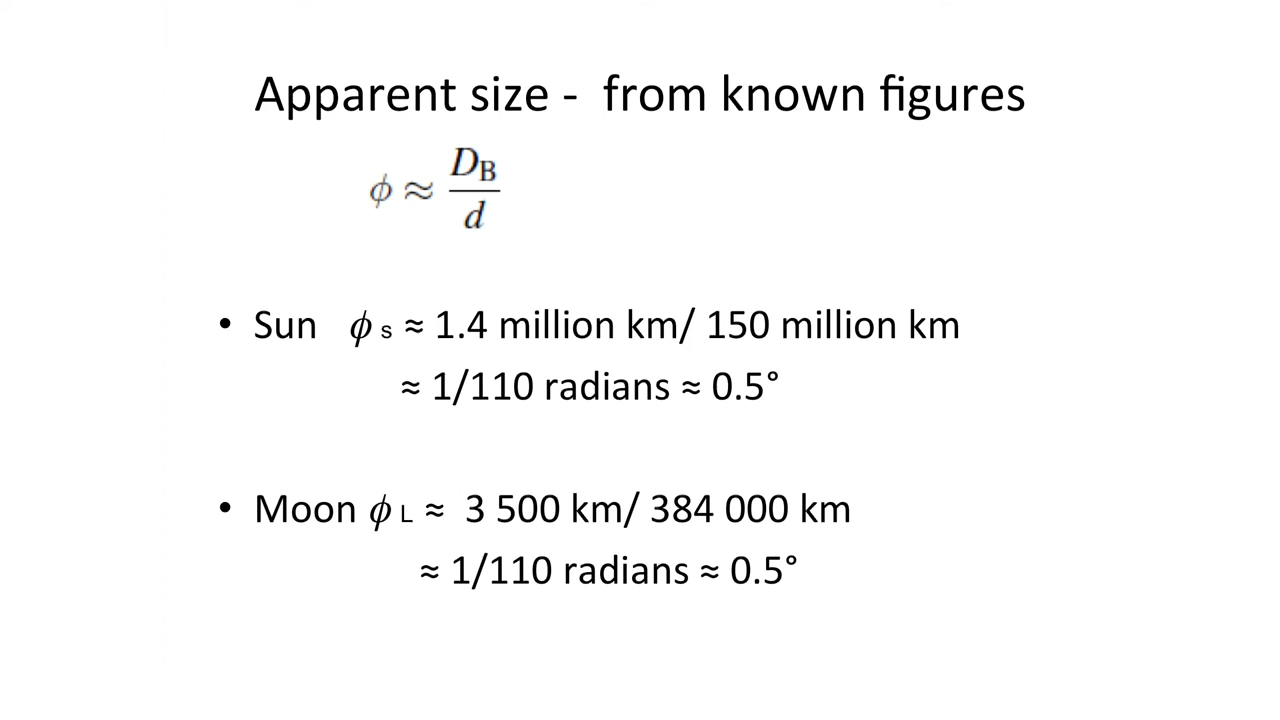 Apparent size -  from known figures
ϕ ≈ D_B / d
• Sun ϕ s ≈ 1.4 million km/ 150 million km
≈ 1/110 radians ≈ 0.5°
• Moon ϕ L ≈ 3 500 km/ 384 000 km
≈ 1/110 radians ≈ 0.5°